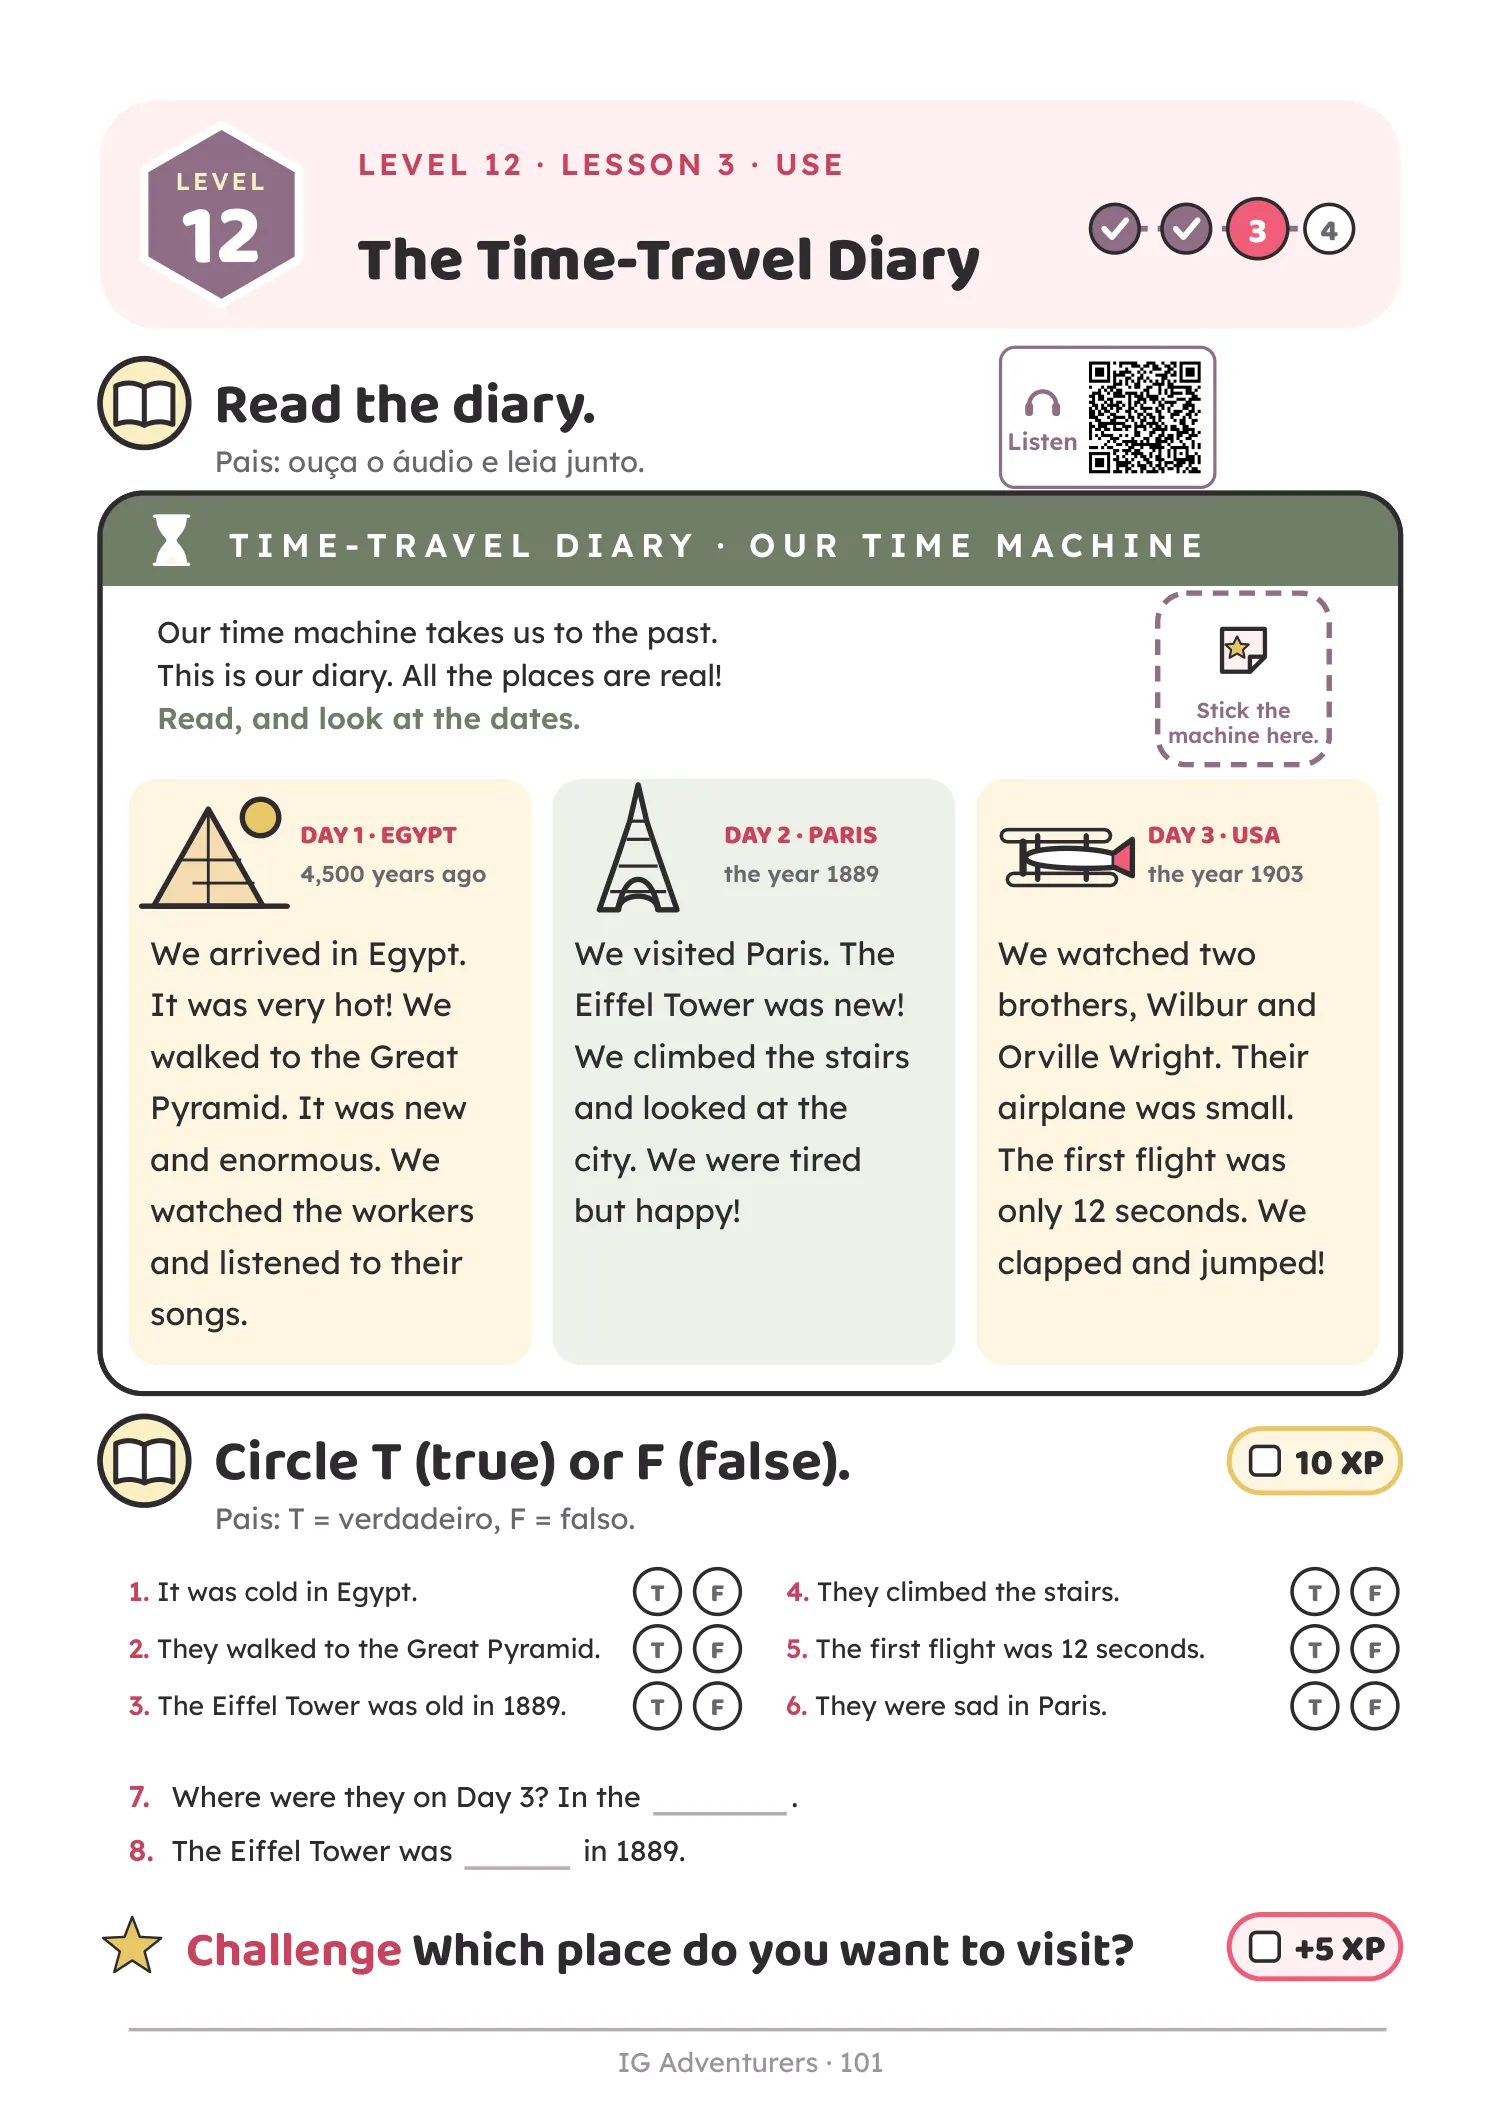 LEVEL
12
LEVEL 12 · LESSON 3 · USE
The Time-Travel Diary
3
4
Read the diary.
Pais: ouça o áudio e leia junto.
Listen
TIME-TRAVEL DIARY · OUR TIME MACHINE
Our time machine takes us to the past.
This is our diary. All the places are real!
Read, and look at the dates.
Stick the
machine here.
DAY 1 · EGYPT
4,500 years ago
We arrived in Egypt.
It was very hot! We
walked to the Great
Pyramid. It was new
and enormous. We
watched the workers
and listened to their
songs.
DAY 2 · PARIS
the year 1889
We visited Paris. The
Eiffel Tower was new!
We climbed the stairs
and looked at the
city. We were tired
but happy!
DAY 3 · USA
the year 1903
We watched two
brothers, Wilbur and
Orville Wright. Their
airplane was small.
The first flight was
only 12 seconds. We
clapped and jumped!
Circle T (true) or F (false).
10 XP
Pais: T = verdadeiro, F = falso.
1. It was cold in Egypt. T F
2. They walked to the Great Pyramid. T F
3. The Eiffel Tower was old in 1889. T F
4. They climbed the stairs. T F
5. The first flight was 12 seconds. T F
6. They were sad in Paris. T F
7. Where were they on Day 3? In the ________.
8. The Eiffel Tower was ______ in 1889.
Challenge Which place do you want to visit?
+5 XP
IG Adventurers · 101